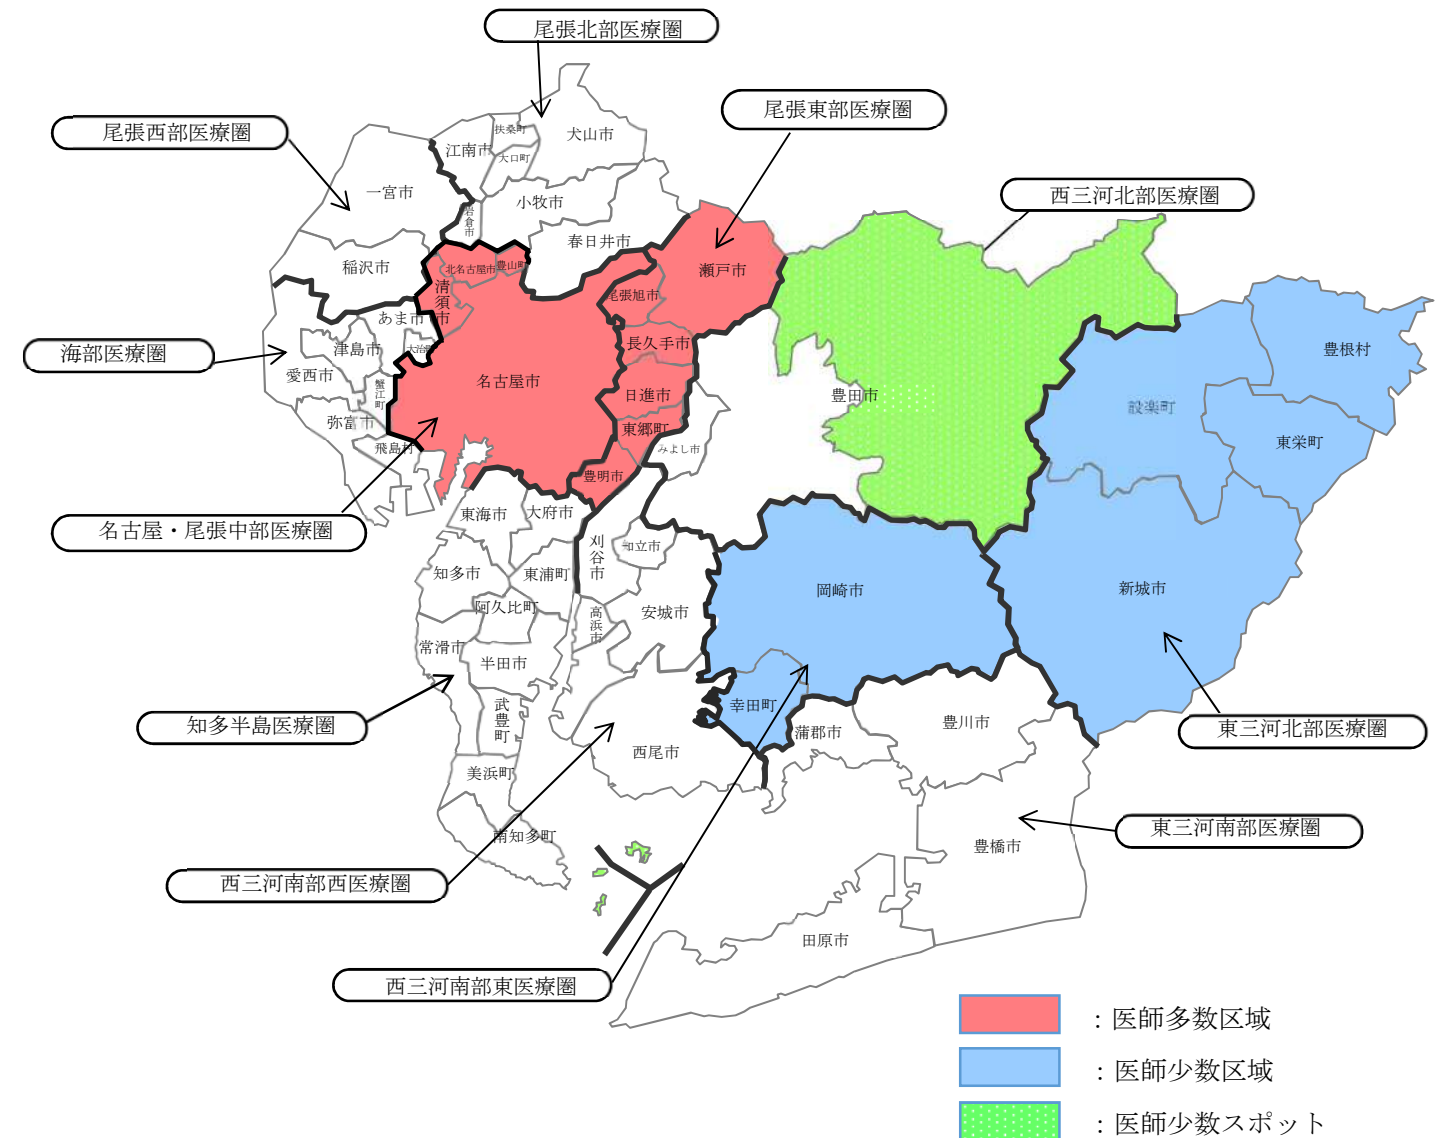 尾張北部医療圏
尾張東部医療圏
尾張西部医療圏
扶桑町
犬山市
江南市
大口町
一宮市
西三河北部医療圏
小牧市
岩倉市
春日井市
稲沢市
北名古屋市
豊山町
瀬戸市
清須市
尾張旭市
あま市
津島市
大治町
長久手市
海部医療圏
豊根村
愛西市
名古屋市
蟹江町
日進市
豊田市
設楽町
弥富市
東郷町
東栄町
飛島村
みよし市
豊明市
名古屋・尾張中部医療圏
東海市
大府市
刈谷市
知立市
知多市
東浦町
岡崎市
新城市
阿久比町
高浜市
安城市
常滑市
半田市
武豊町
幸田町
知多半島医療圏
蒲郡市
豊川市
東三河北部医療圏
西尾市
美浜町
南知多町
東三河南部医療圏
豊橋市
西三河南部西医療圏
田原市
西三河南部東医療圏
：医師多数区域
：医師少数区域
：医師少数スポット